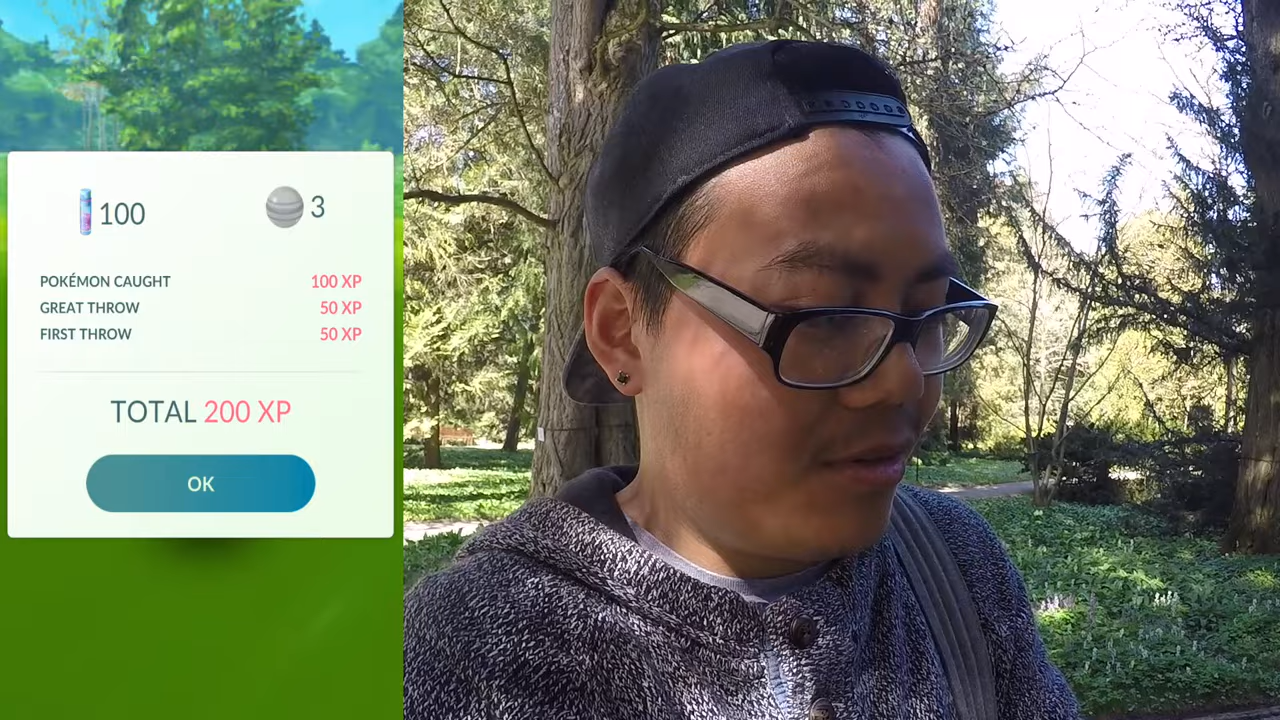 100 3
POKÉMON CAUGHT 100 XP
GREAT THROW 50 XP
FIRST THROW 50 XP
TOTAL 200 XP
OK